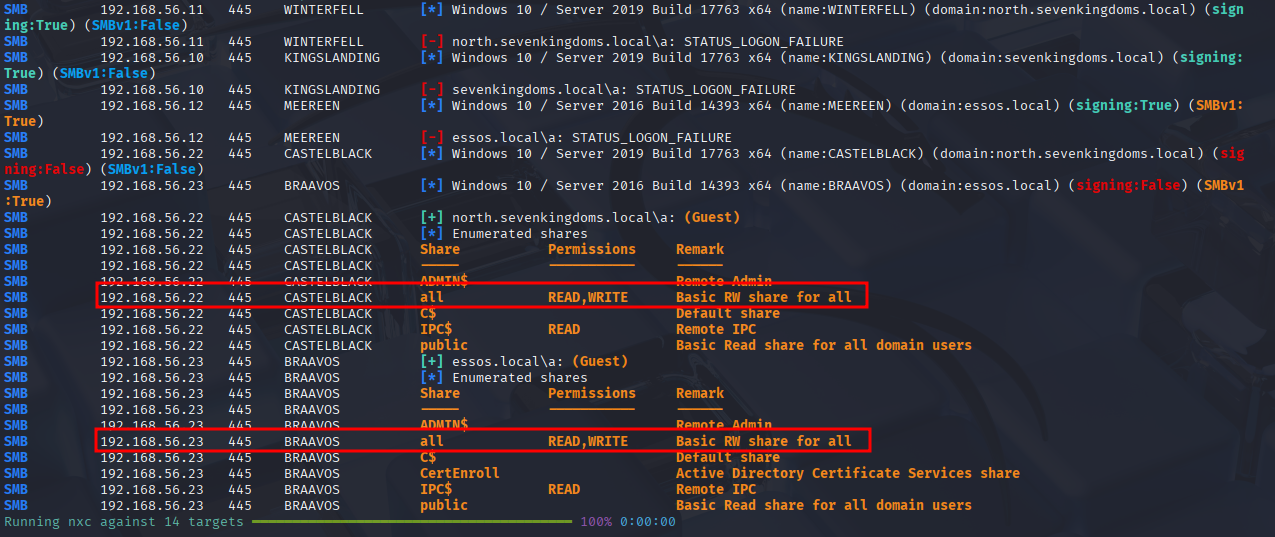 SMB 192.168.56.11 445 WINTERFELL [*] Windows 10 / Server 2019 Build 17763 x64 (name:WINTERFELL) (domain:north.sevenkingdoms.local) (sign
ing:True) (SMBv1:False)
SMB 192.168.56.11 445 WINTERFELL [-] north.sevenkingdoms.local\a: STATUS_LOGON_FAILURE
SMB 192.168.56.10 445 KINGSLANDING [*] Windows 10 / Server 2019 Build 17763 x64 (name:KINGSLANDING) (domain:sevenkingdoms.local) (signing:
True) (SMBv1:False)
SMB 192.168.56.10 445 KINGSLANDING [-] sevenkingdoms.local\a: STATUS_LOGON_FAILURE
SMB 192.168.56.12 445 MEEREEN [*] Windows 10 / Server 2016 Build 14393 x64 (name:MEEREEN) (domain:essos.local) (signing:True) (SMBv1:
True)
SMB 192.168.56.12 445 MEEREEN [-] essos.local\a: STATUS_LOGON_FAILURE
SMB 192.168.56.22 445 CASTELBLACK [*] Windows 10 / Server 2019 Build 17763 x64 (name:CASTELBLACK) (domain:north.sevenkingdoms.local) (sig
ning:False) (SMBv1:False)
SMB 192.168.56.23 445 BRAAVOS [*] Windows 10 / Server 2016 Build 14393 x64 (name:BRAAVOS) (domain:essos.local) (signing:False) (SMBv1
:True)
SMB 192.168.56.22 445 CASTELBLACK [+] north.sevenkingdoms.local\a: (Guest)
SMB 192.168.56.22 445 CASTELBLACK [*] Enumerated shares
SMB 192.168.56.22 445 CASTELBLACK Share Permissions Remark
SMB 192.168.56.22 445 CASTELBLACK ----- ----------- ------
SMB 192.168.56.22 445 CASTELBLACK ADMIN$ Remote Admin
SMB 192.168.56.22 445 CASTELBLACK all READ,WRITE Basic RW share for all
SMB 192.168.56.22 445 CASTELBLACK C$ Default share
SMB 192.168.56.22 445 CASTELBLACK IPC$ READ Remote IPC
SMB 192.168.56.22 445 CASTELBLACK public Basic Read share for all domain users
SMB 192.168.56.23 445 BRAAVOS [+] essos.local\a: (Guest)
SMB 192.168.56.23 445 BRAAVOS [*] Enumerated shares
SMB 192.168.56.23 445 BRAAVOS Share Permissions Remark
SMB 192.168.56.23 445 BRAAVOS ----- ----------- ------
SMB 192.168.56.23 445 BRAAVOS ADMIN$ Remote Admin
SMB 192.168.56.23 445 BRAAVOS all READ,WRITE Basic RW share for all
SMB 192.168.56.23 445 BRAAVOS C$ Default share
SMB 192.168.56.23 445 BRAAVOS CertEnroll Active Directory Certificate Services share
SMB 192.168.56.23 445 BRAAVOS IPC$ READ Remote IPC
SMB 192.168.56.23 445 BRAAVOS public Basic Read share for all domain users
Running nxc against 14 targets 100% 0:00:00